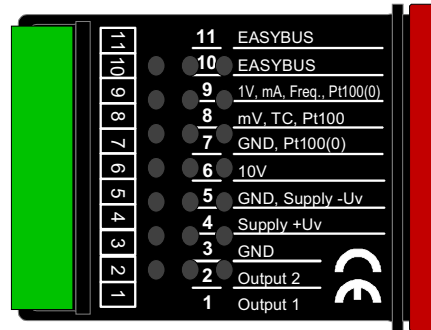 11 11 EASYBUS
10 10 EASYBUS
9 9 1V, mA, Freq., Pt100(0)
8 8 mV, TC, Pt100
7 7 GND, Pt100(0)
6 6 10V
5 5 GND, Supply -Uv
4 4 Supply +Uv
3 3 GND
2 2 Output 2
1 1 Output 1
CE